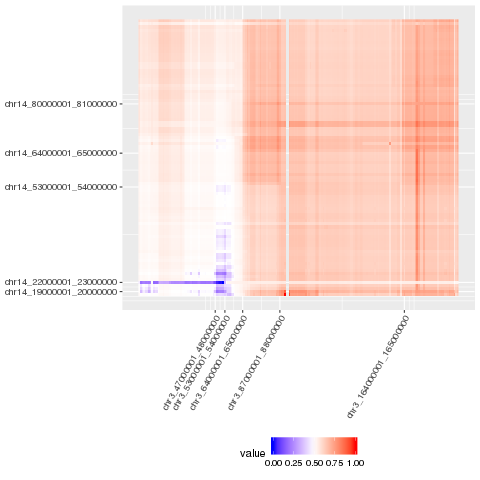 chr14_80000001_81000000
chr14_64000001_65000000
chr14_53000001_54000000
chr14_22000001_23000000
chr14_19000001_20000000
chr3_47000001_48000000
chr3_53000001_54000000
chr3_64000001_65000000
chr3_87000001_88000000
chr3_164000001_165000000
value
0.00 0.25 0.50 0.75 1.00